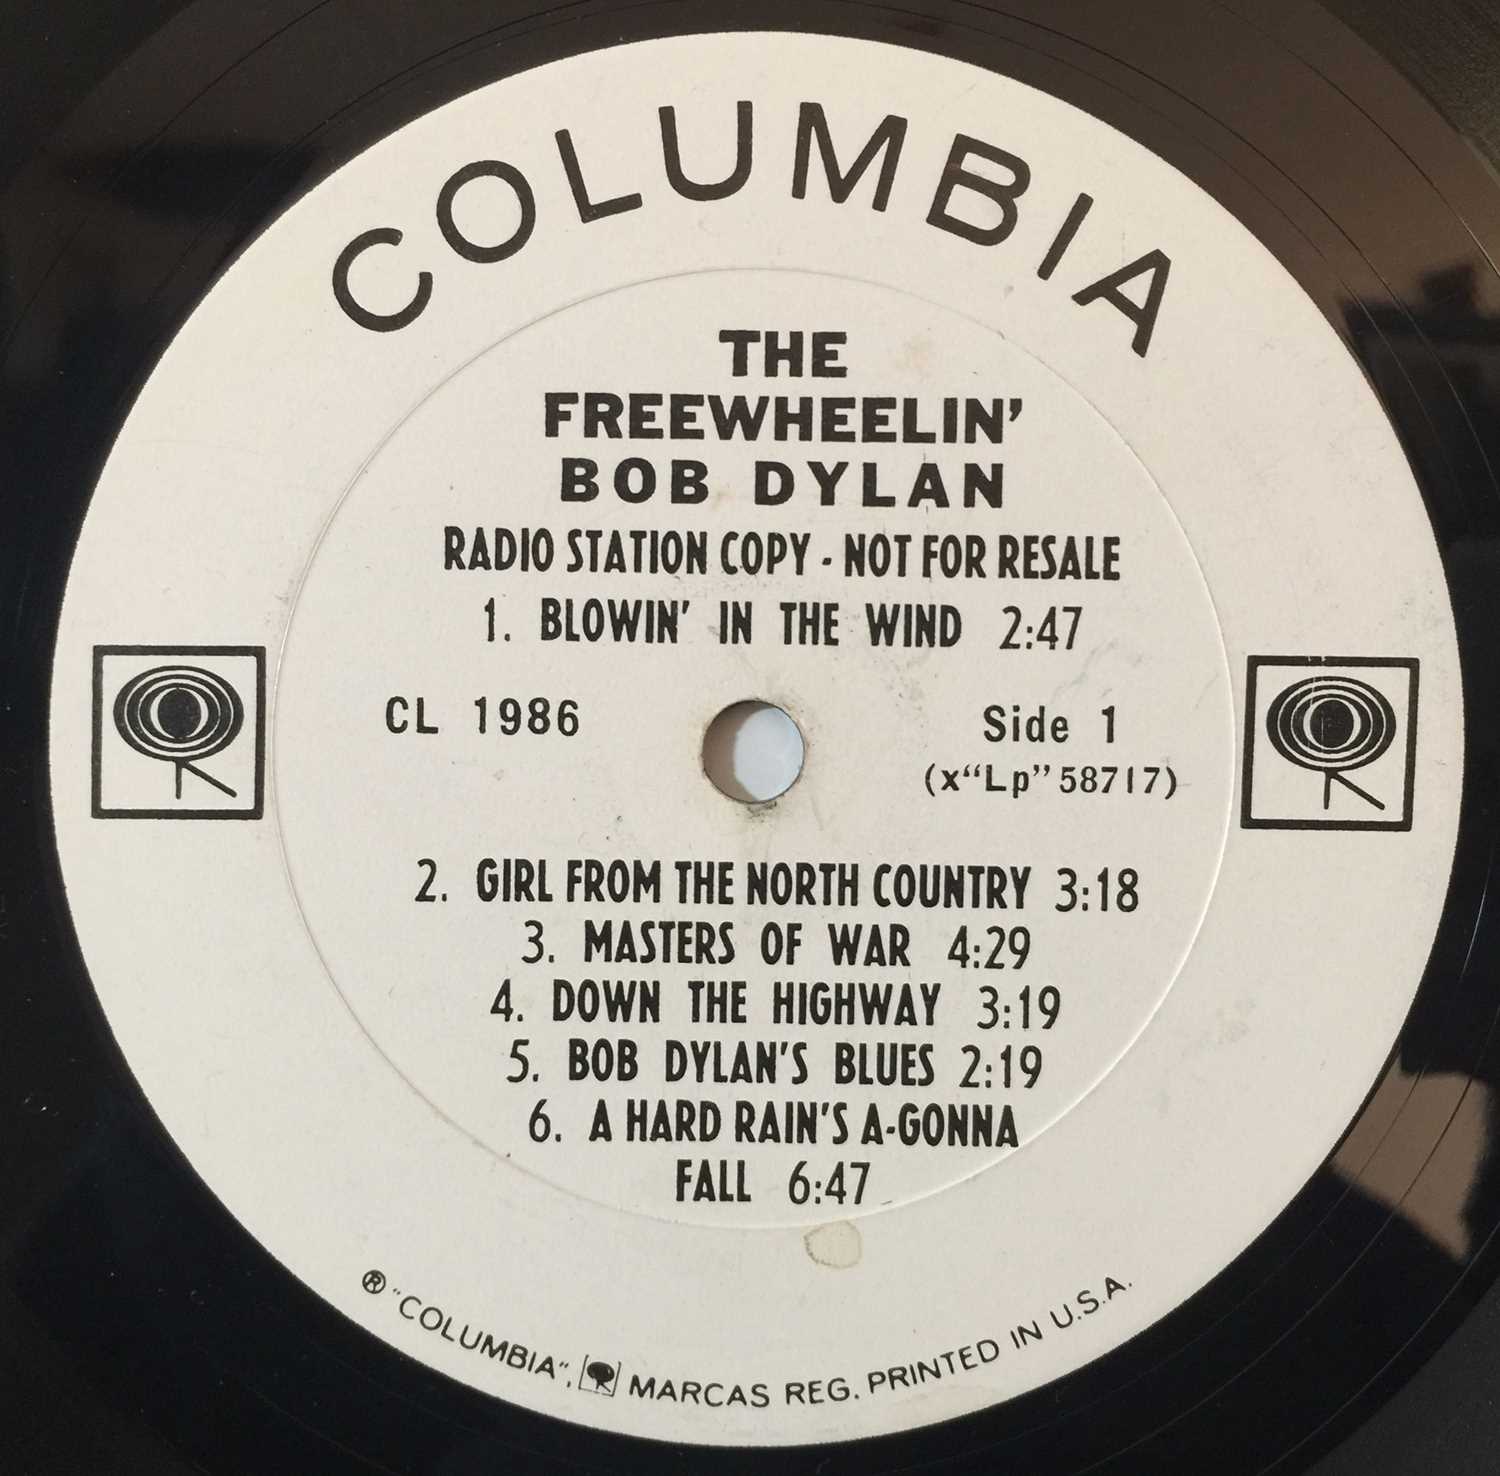 COLUMBIA
THE
FREEWHEELIN'
BOB DYLAN
RADIO STATION COPY - NOT FOR RESALE
1. BLOWIN' IN THE WIND 2:47
CL 1986
Side 1
(x“Lp” 58717)
2. GIRL FROM THE NORTH COUNTRY 3:18
3. MASTERS OF WAR 4:29
4. DOWN THE HIGHWAY 3:19
5. BOB DYLAN'S BLUES 2:19
6. A HARD RAIN'S A-GONNA
FALL 6:47
® "COLUMBIA", MARCAS REG. PRINTED IN U.S.A.